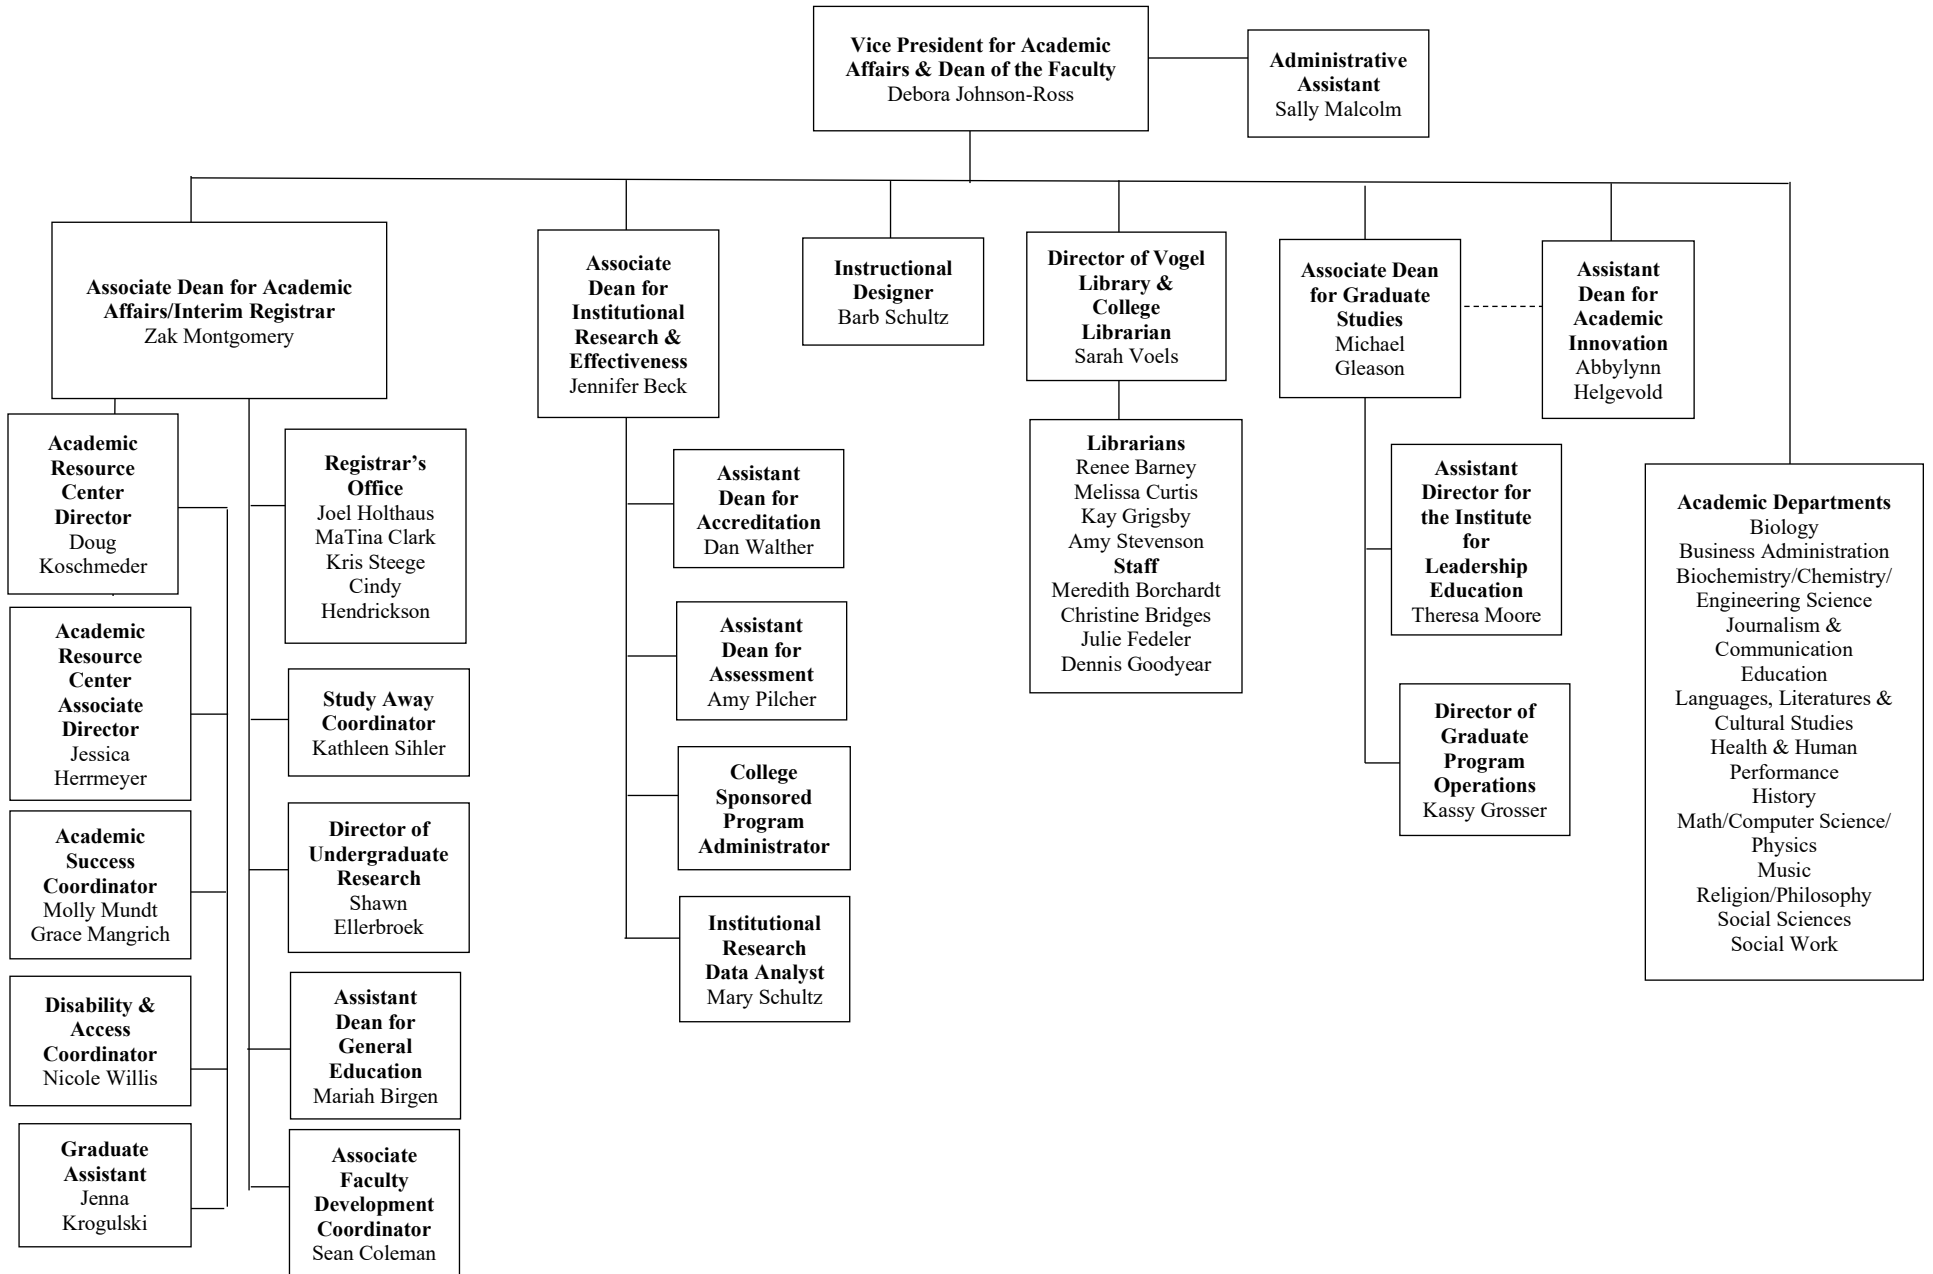 Vice President for Academic
Affairs & Dean of the Faculty
Debora Johnson-Ross
Administrative
Assistant
Sally Malcolm
Associate Dean for Academic
Affairs/Interim Registrar
Zak Montgomery
Academic
Resource
Center
Director
Doug
Koschmeder
Academic
Resource
Center
Associate
Director
Jessica
Herrmeyer
Academic
Success
Coordinator
Molly Mundt
Grace Mangrich
Disability &
Access
Coordinator
Nicole Willis
Graduate
Assistant
Jenna
Krogulski
Registrar’s
Office
Joel Holthaus
MaTina Clark
Kris Steege
Cindy
Hendrickson
Study Away
Coordinator
Kathleen Sihler
Director of
Undergraduate
Research
Shawn
Ellerbroek
Assistant
Dean for
General
Education
Mariah Birgen
Associate
Faculty
Development
Coordinator
Sean Coleman
Associate
Dean for
Institutional
Research &
Effectiveness
Jennifer Beck
Assistant
Dean for
Accreditation
Dan Walther
Assistant
Dean for
Assessment
Amy Pilcher
College
Sponsored
Program
Administrator
Institutional
Research
Data Analyst
Mary Schultz
Instructional
Designer
Barb Schultz
Director of Vogel
Library &
College
Librarian
Sarah Voels
Librarians
Renee Barney
Melissa Curtis
Kay Grigsby
Amy Stevenson
Staff
Meredith Borchardt
Christine Bridges
Julie Fedeler
Dennis Goodyear
Associate Dean
for Graduate
Studies
Michael
Gleason
Assistant
Director for
the Institute
for
Leadership
Education
Theresa Moore
Director of
Graduate
Program
Operations
Kassy Grosser
Assistant
Dean for
Academic
Innovation
Abbylynn
Helgevold
Academic Departments
Biology
Business Administration
Biochemistry/Chemistry/
Engineering Science
Journalism &
Communication
Education
Languages, Literatures &
Cultural Studies
Health & Human
Performance
History
Math/Computer Science/
Physics
Music
Religion/Philosophy
Social Sciences
Social Work